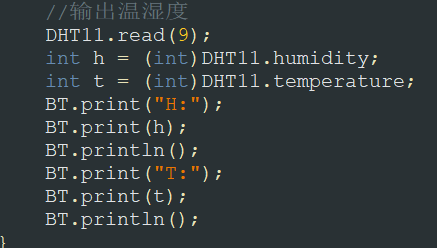 //输出温湿度
DHT11.read(9);
int h = (int)DHT11.humidity;
int t = (int)DHT11.temperature;
BT.print("H:");
BT.print(h);
BT.println();
BT.print("T:");
BT.print(t);
BT.println();
}